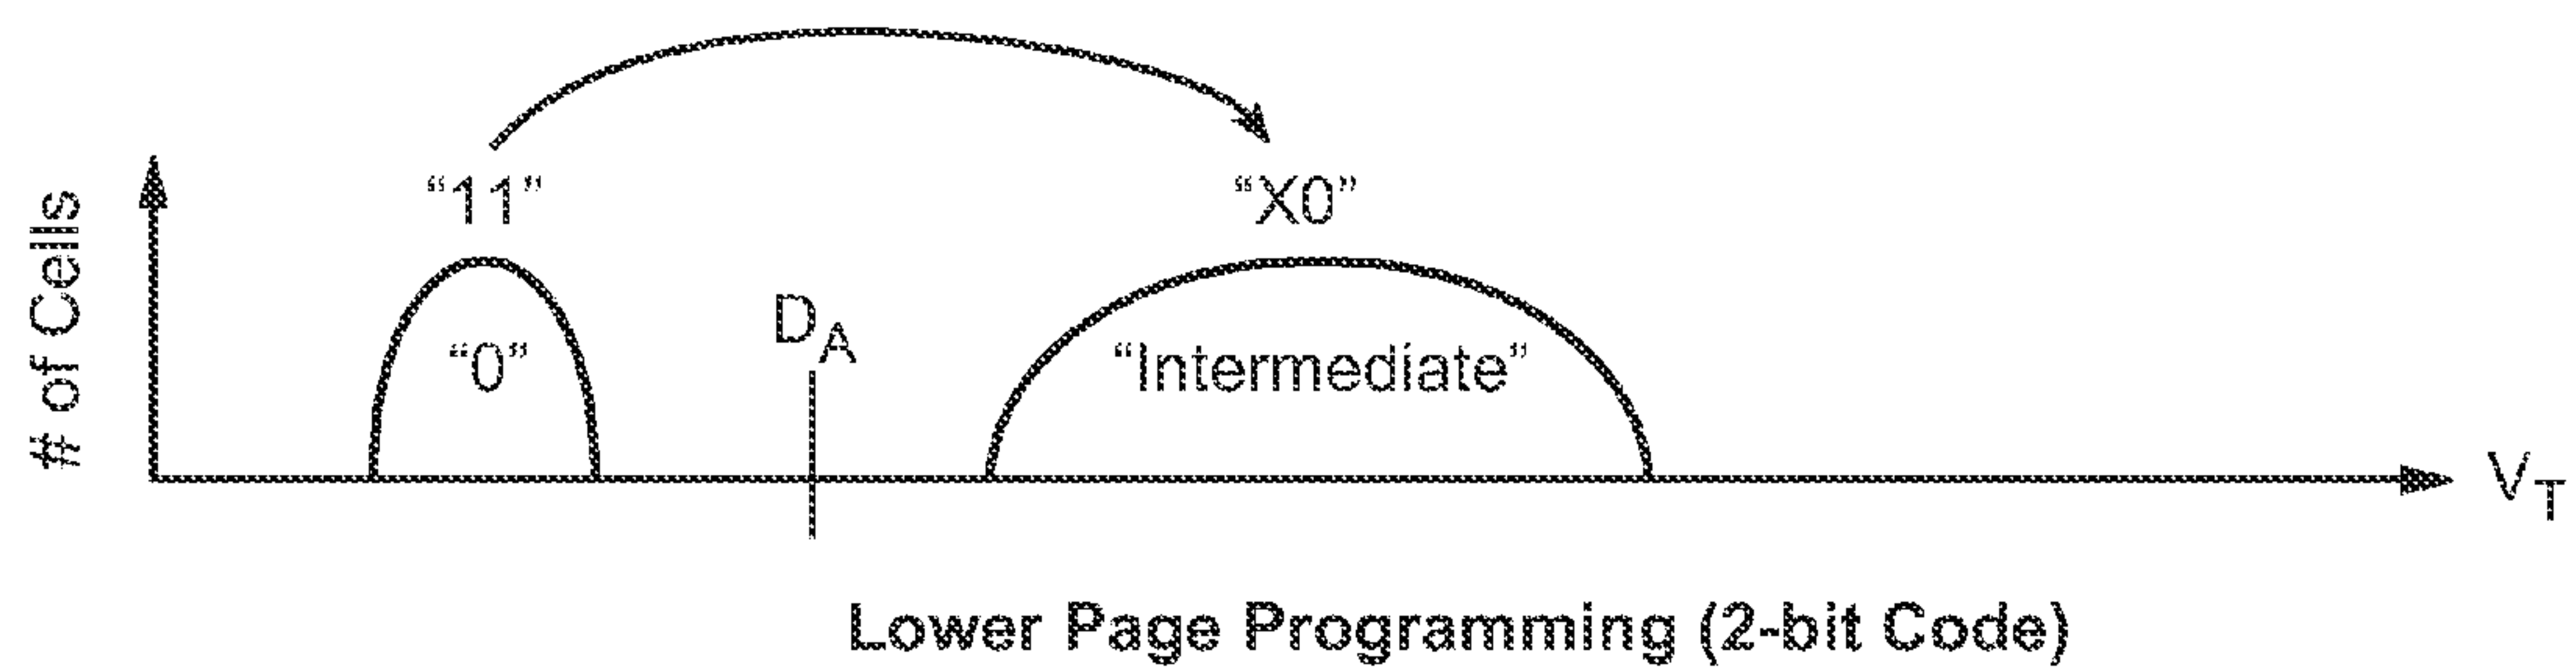 # of Cells
“11”
“X0”
“0”
DA
“Intermediate”
VT
Lower Page Programming (2-bit Code)